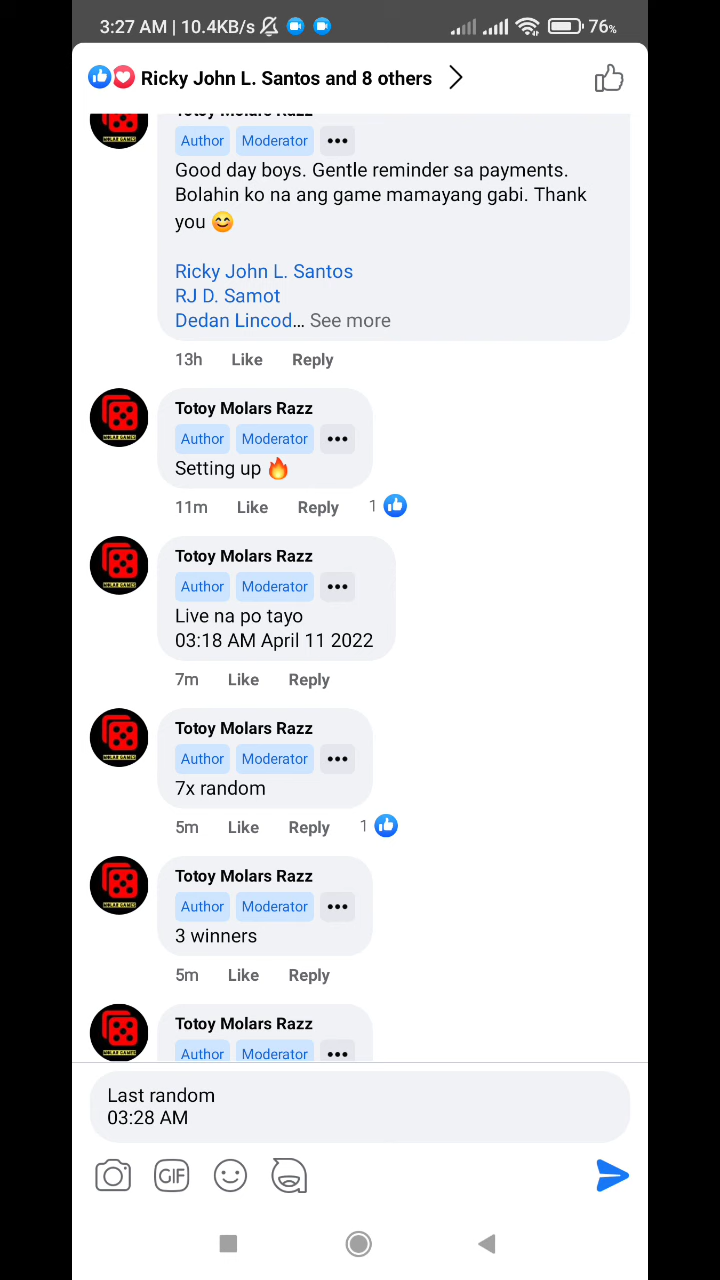 3:27 AM | 10.4KB/s 76%
Ricky John L. Santos and 8 others
Totoy Molars Razz
Author Moderator •••
Good day boys. Gentle reminder sa payments.
Bolahin ko na ang game mamayang gabi. Thank
you 😊
Ricky John L. Santos
RJ D. Samot
Dedan Lincod... See more
13h Like Reply
Totoy Molars Razz
Author Moderator •••
Setting up 🔥
11m Like Reply 1
Totoy Molars Razz
Author Moderator •••
Live na po tayo
03:18 AM April 11 2022
7m Like Reply
Totoy Molars Razz
Author Moderator •••
7x random
5m Like Reply 1
Totoy Molars Razz
Author Moderator •••
3 winners
5m Like Reply
Totoy Molars Razz
Author Moderator •••
Last random
03:28 AM
GIF